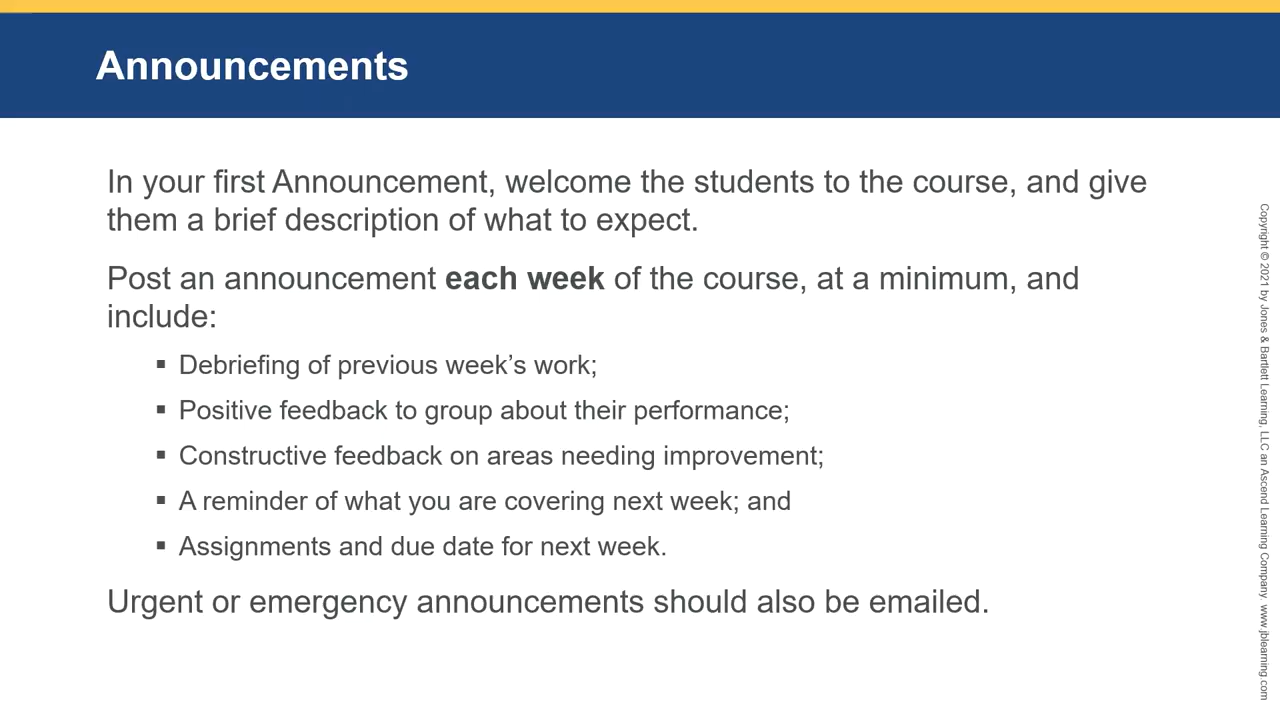 Announcements
In your first Announcement, welcome the students to the course, and give
them a brief description of what to expect.
Post an announcement each week of the course, at a minimum, and
include:
▪ Debriefing of previous week’s work;
▪ Positive feedback to group about their performance;
▪ Constructive feedback on areas needing improvement;
▪ A reminder of what you are covering next week; and
▪ Assignments and due date for next week.
Urgent or emergency announcements should also be emailed.
Copyright © 2021 by Jones & Bartlett Learning, LLC an Ascend Learning Company. www.jblearning.com